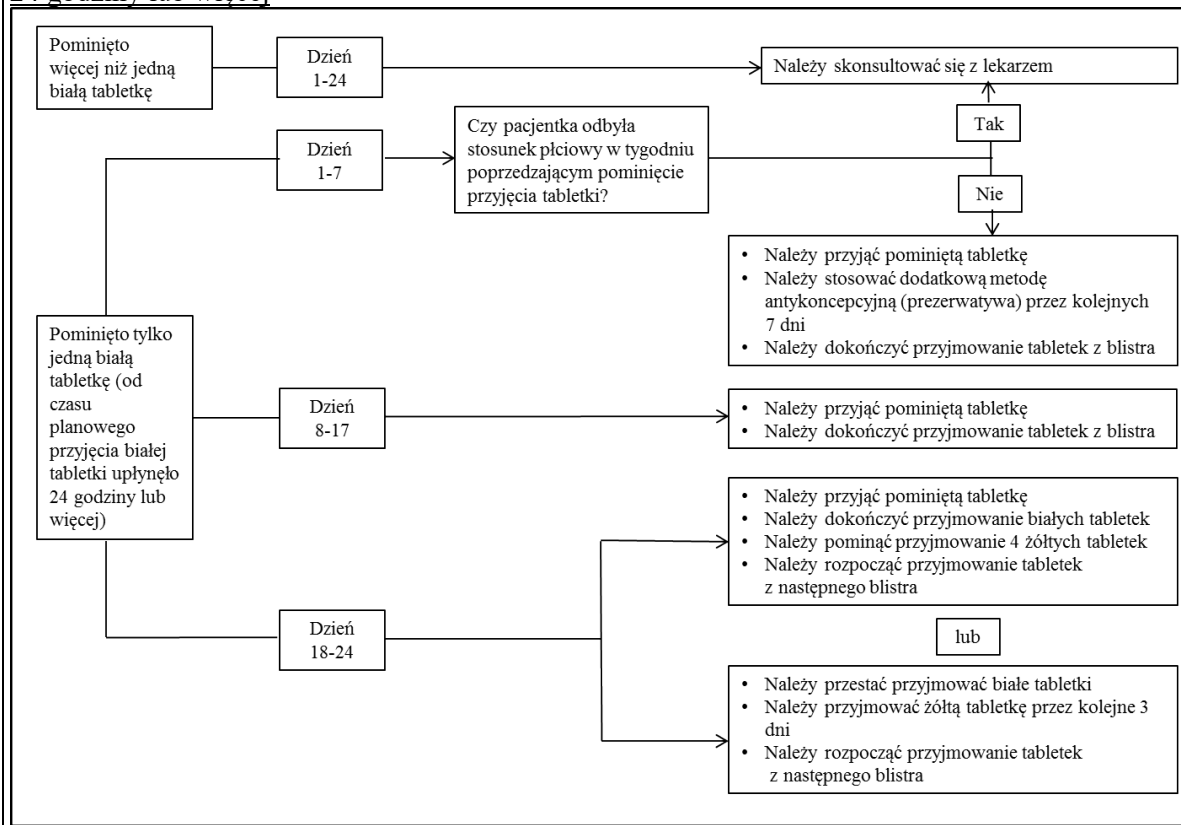 24 godziny lub więcej
Pominięto
więcej niż jedną
białą tabletkę
Dzień
1-24
Należy skonsultować się z lekarzem
Dzień
1-7
Czy pacjentka odbyła
stosunek płciowy w tygodniu
poprzedzającym pominięcie
przyjęcia tabletki?
Tak
Nie
• Należy przyjąć pominiętą tabletkę
• Należy stosować dodatkową metodę
antykoncepcyjną (prezerwatywa) przez kolejnych
7 dni
• Należy dokończyć przyjmowanie tabletek z blistra
Pominięto tylko
jedną białą
tabletkę (od
czasu
planowego
przyjęcia białej
tabletki upłynęło
24 godziny lub
więcej)
Dzień
8-17
• Należy przyjąć pominiętą tabletkę
• Należy dokończyć przyjmowanie tabletek z blistra
Dzień
18-24
• Należy przyjąć pominiętą tabletkę
• Należy dokończyć przyjmowanie białych tabletek
• Należy pominąć przyjmowanie 4 żółtych tabletek
• Należy rozpocząć przyjmowanie tabletek
z następnego blistra
lub
• Należy przestać przyjmować białe tabletki
• Należy przyjmować żółtą tabletkę przez kolejne 3
dni
• Należy rozpocząć przyjmowanie tabletek
z następnego blistra